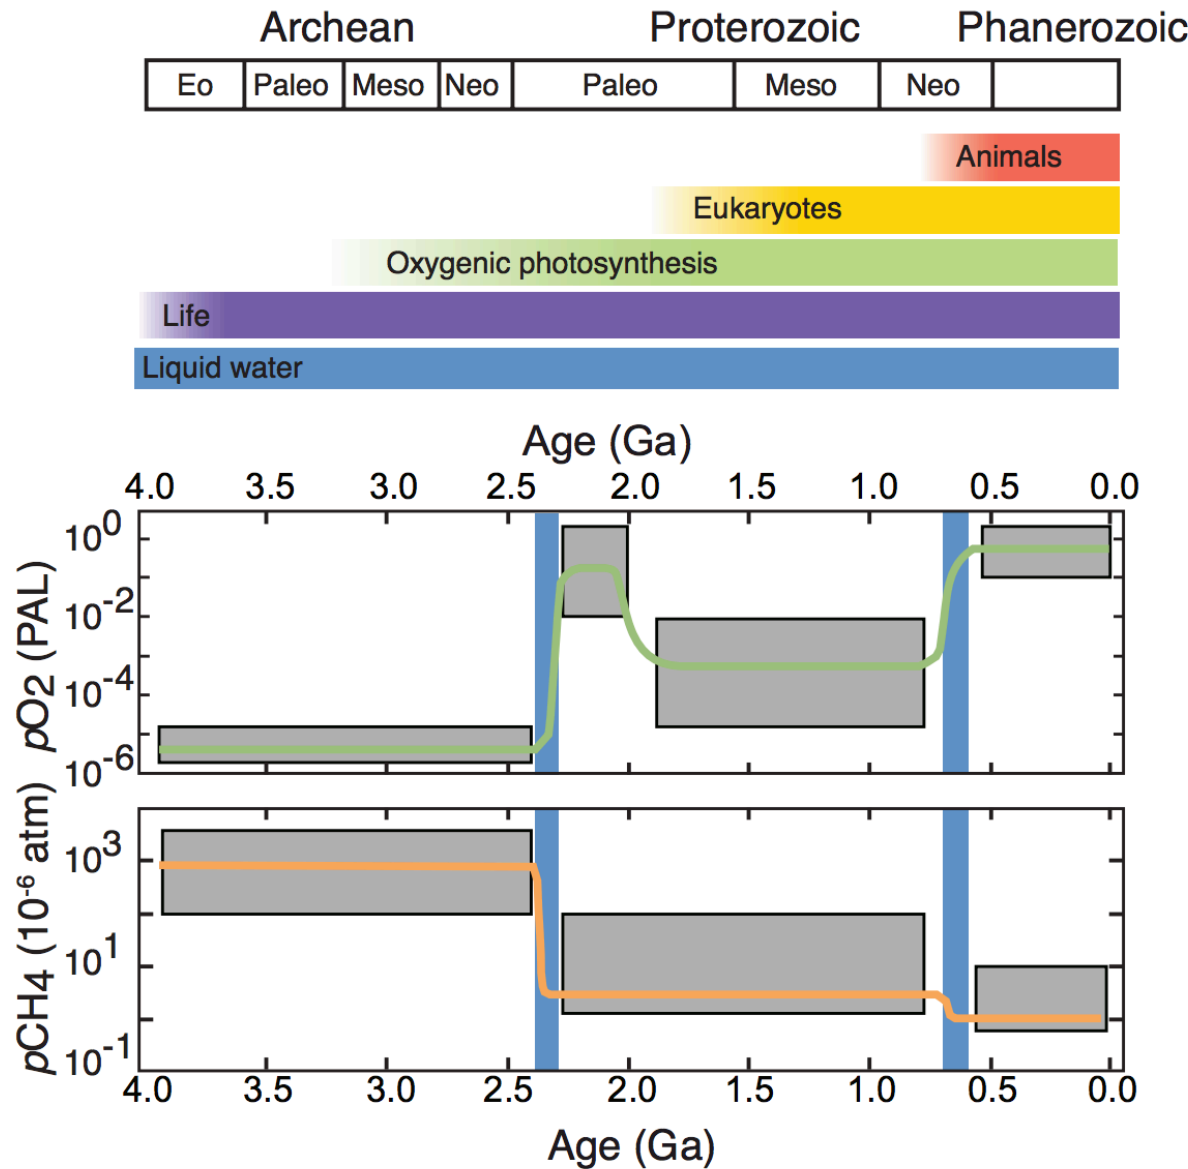 Archean Proterozoic Phanerozoic
Eo Paleo Meso Neo Paleo Meso Neo
Animals
Eukaryotes
Oxygenic photosynthesis
Life
Liquid water
Age (Ga)
4.0 3.5 3.0 2.5 2.0 1.5 1.0 0.5 0.0
pO2 (PAL)
10^0
10^-2
10^-4
10^-6
pCH4 (10^-6 atm)
10^3
10^1
10^-1
4.0 3.5 3.0 2.5 2.0 1.5 1.0 0.5 0.0
Age (Ga)